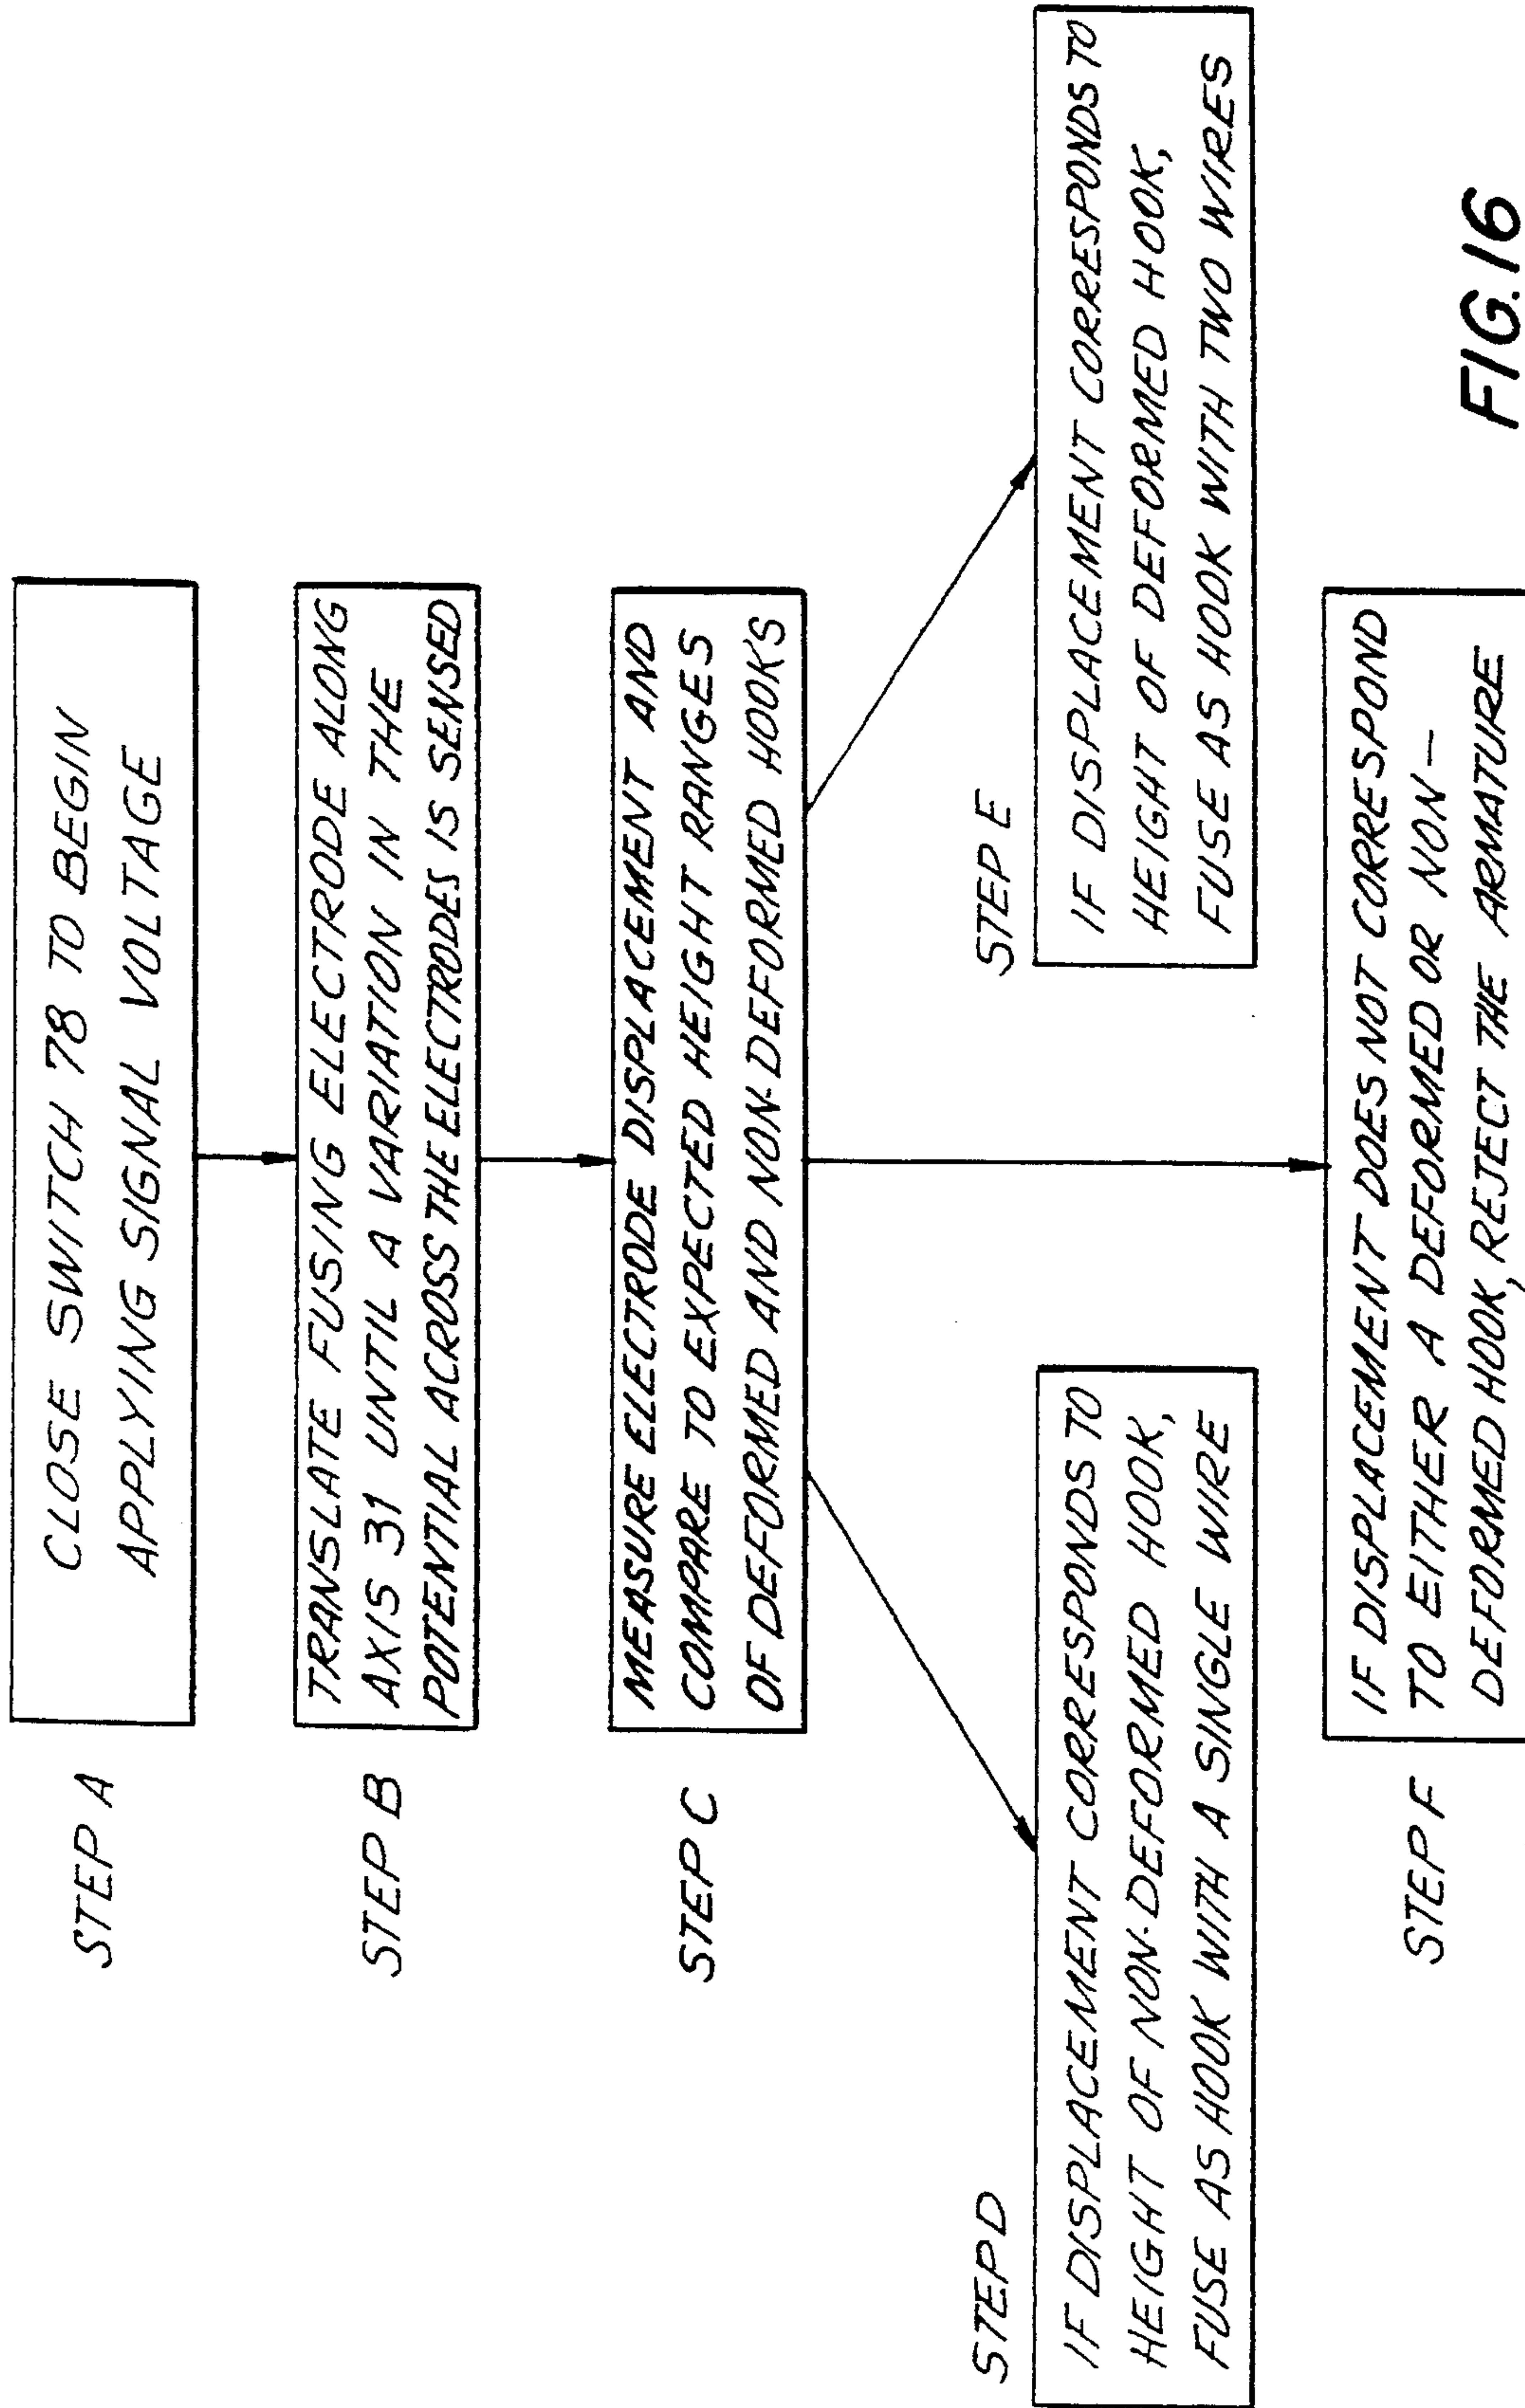 STEP A
CLOSE SWITCH 78 TO BEGIN
APPLYING SIGNAL VOLTAGE
STEP B
TRANSLATE FUSING ELECTRODE ALONG
AXIS 31 UNTIL A VARIATION IN THE
POTENTIAL ACROSS THE ELECTRODES IS SENSED
STEP C
MEASURE ELECTRODE DISPLACEMENT AND
COMPARE TO EXPECTED HEIGHT RANGES
OF DEFORMED AND NON-DEFORMED HOOK'S
STEP D
IF DISPLACEMENT CORRESPONDS TO
HEIGHT OF NON-DEFORMED HOOK,
FUSE AS HOOK WITH A SINGLE WIRE
STEP E
IF DISPLACEMENT CORRESPONDS TO
HEIGHT OF DEFORMED HOOK,
FUSE AS HOOK WITH TWO WIRES
STEP F
IF DISPLACEMENT DOES NOT CORRESPOND
TO EITHER A DEFORMED OR NON-
DEFORMED HOOK, REJECT THE ARMATURE
FIG. 16